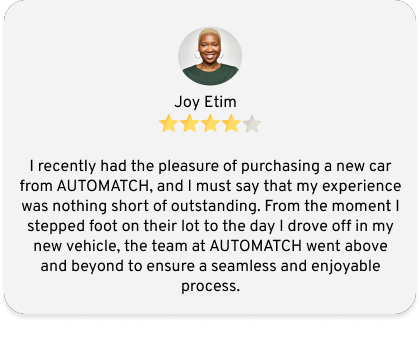 Joy Etim
I recently had the pleasure of purchasing a new car
from AUTOMATCH, and I must say that my experience
was nothing short of outstanding. From the moment I
stepped foot on their lot to the day I drove off in my
new vehicle, the team at AUTOMATCH went above
and beyond to ensure a seamless and enjoyable
process.